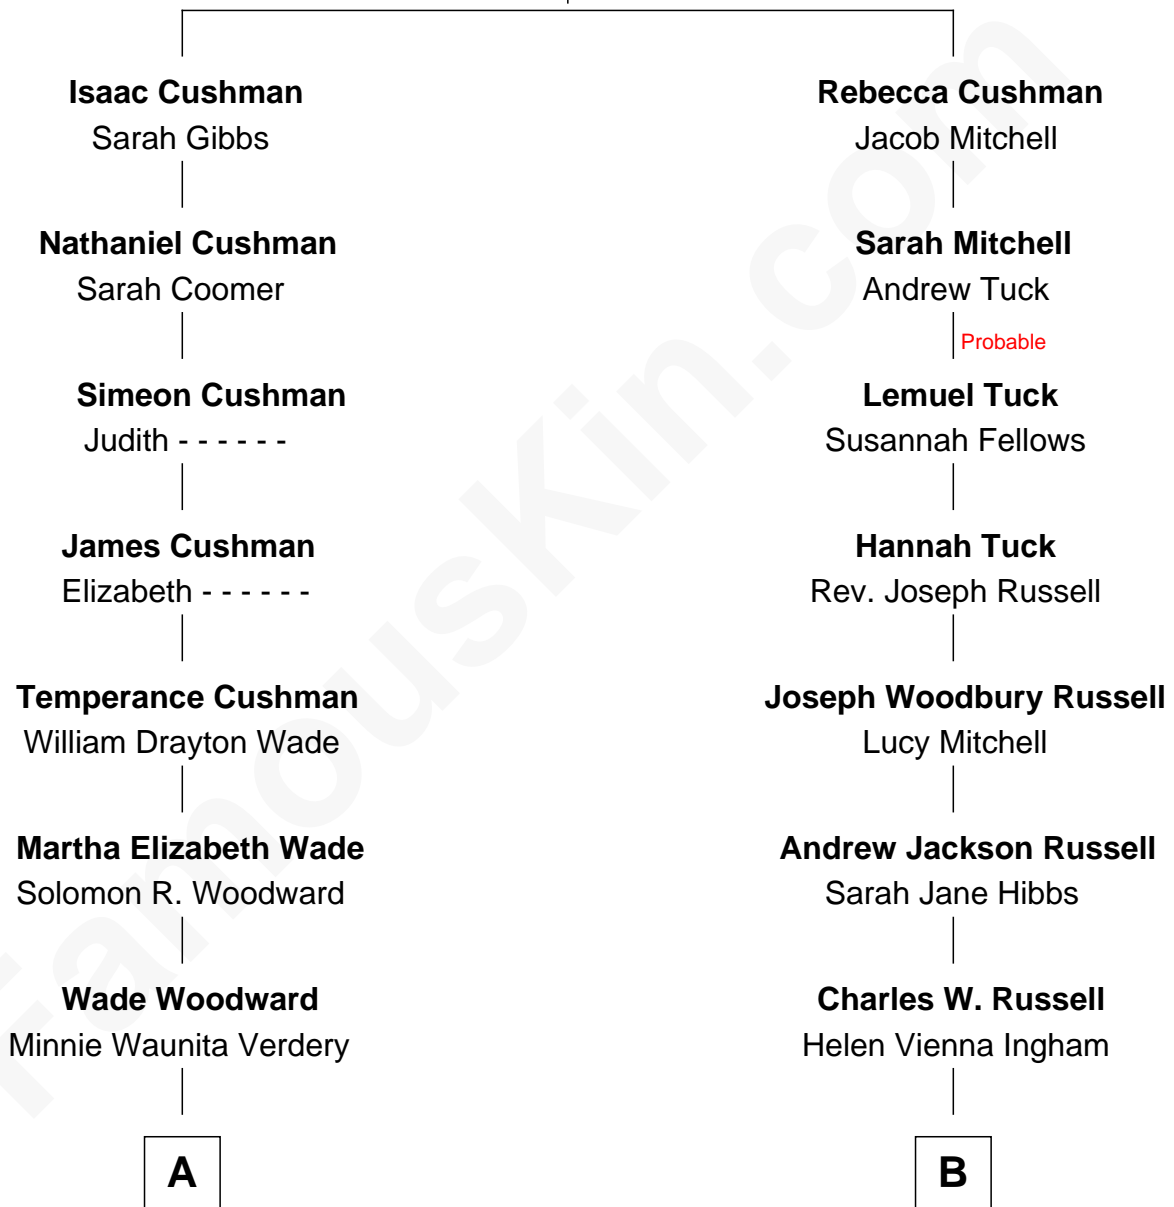 Isaac Cushman
Sarah Gibbs
Rebecca Cushman
Jacob Mitchell
Nathaniel Cushman
Sarah Coomer
Sarah Mitchell
Andrew Tuck
Probable
Simeon Cushman
Judith - - - - - -
Lemuel Tuck
Susannah Fellows
James Cushman
Elizabeth - - - - - -
Hannah Tuck
Rev. Joseph Russell
Temperance Cushman
William Drayton Wade
Joseph Woodbury Russell
Lucy Mitchell
Martha Elizabeth Wade
Solomon R. Woodward
Andrew Jackson Russell
Sarah Jane Hibbs
Wade Woodward
Minnie Waunita Verdery
Charles W. Russell
Helen Vienna Ingham
A
B
FamousKin.com